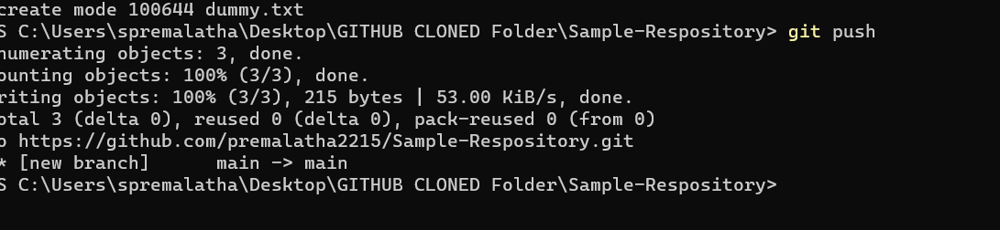 create mode 100644 dummy.txt
S C:\Users\spremalatha\Desktop\GITHUB CLONED Folder\Sample-Respository> git push
numerating objects: 3, done.
ounting objects: 100% (3/3), done.
riting objects: 100% (3/3), 215 bytes | 53.00 KiB/s, done.
otal 3 (delta 0), reused 0 (delta 0), pack-reused 0 (from 0)
o https://github.com/premalatha2215/Sample-Respository.git
* [new branch]      main -> main
S C:\Users\spremalatha\Desktop\GITHUB CLONED Folder\Sample-Respository>